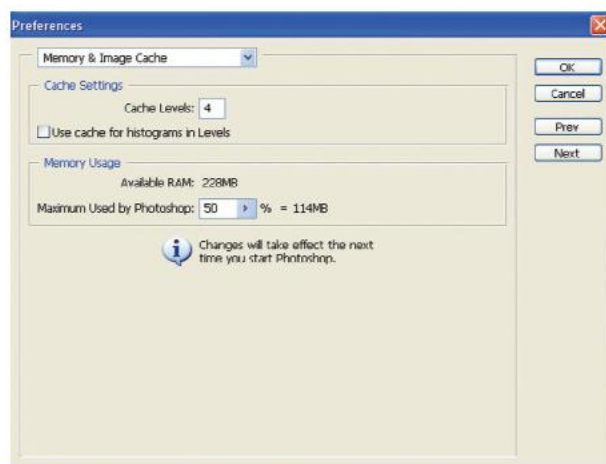 Preferences
Memory & Image Cache
OK
Cache Settings
Cancel
Cache Levels: 4
Use cache for histograms in Levels
Prev
Next
Memory Usage
Available RAM: 228MB
Maximum Used by Photoshop: 50 % = 114MB
Changes will take effect the next
time you start Photoshop.